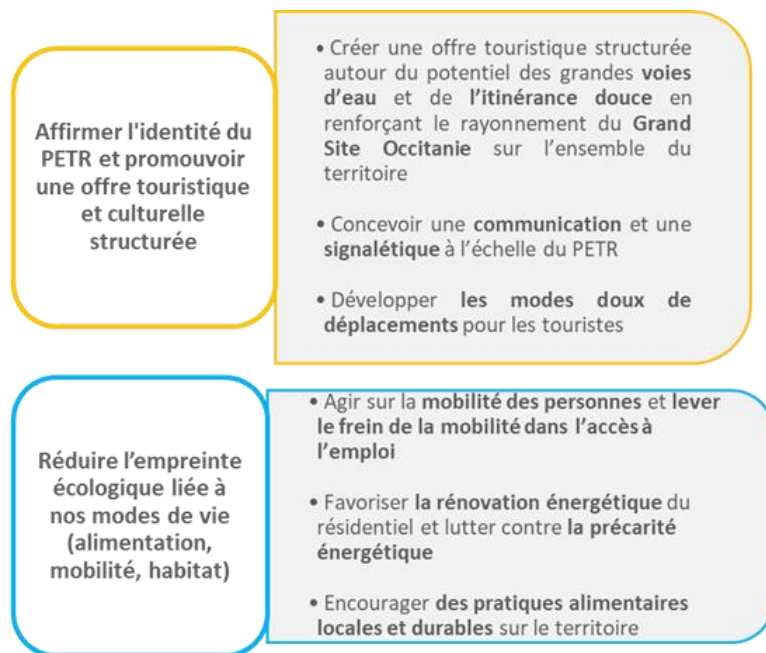 Affirmer l'identité du
PETR et promouvoir
une offre touristique
et culturelle
structurée
• Créer une offre touristique structurée
autour du potentiel des grandes voies
d'eau et de l'itinérance douce en
renforçant le rayonnement du Grand
Site Occitanie sur l'ensemble du
territoire
• Concevoir une communication et une
signalétique à l'échelle du PETR
• Développer les modes doux de
déplacements pour les touristes
Réduire l'empreinte
écologique liée à
nos modes de vie
(alimentation,
mobilité, habitat)
• Agir sur la mobilité des personnes et lever
le frein de la mobilité dans l'accès à
l'emploi
• Favoriser la rénovation énergétique du
résidentiel et lutter contre la précarité
énergétique
• Encourager des pratiques alimentaires
locales et durables sur le territoire